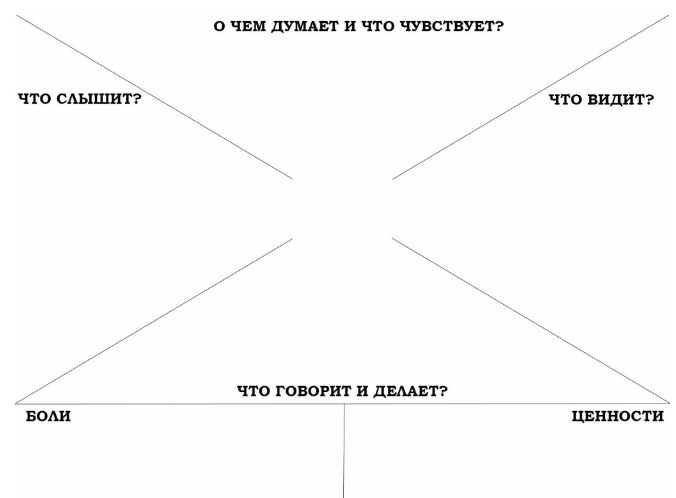 О ЧЕМ ДУМАЕТ И ЧТО ЧУВСТВУЕТ?
ЧТО СЛЫШИТ?
ЧТО ВИДИТ?
ЧТО ГОВОРИТ И ДЕЛАЕТ?
БОЛИ
ЦЕННОСТИ